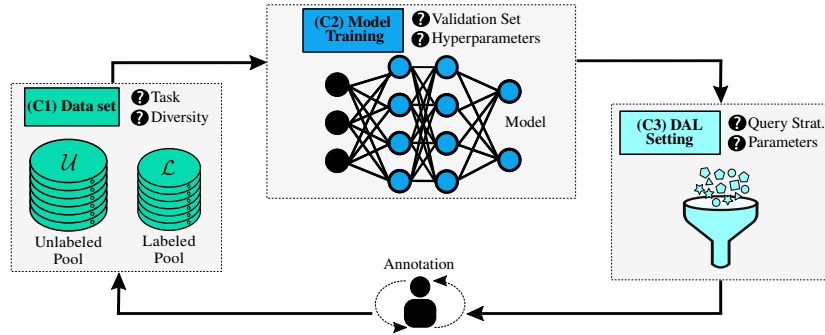 (C1) Data set
? Task
? Diversity
U
L
Unlabeled
Pool
Labeled
Pool
(C2) Model
Training
? Validation Set
? Hyperparameters
Model
(C3) DAL
Setting
? Query Strat.
? Parameters
Annotation